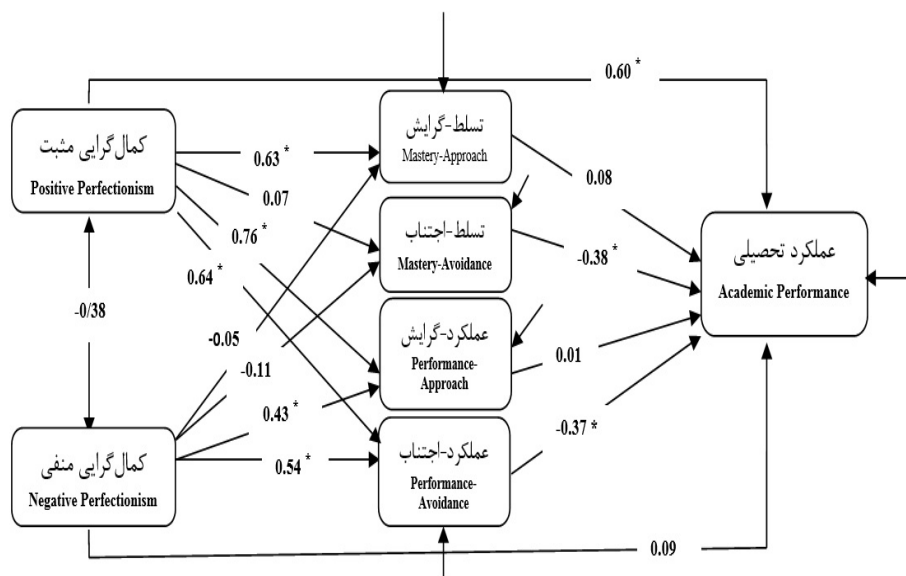 0.60 *
کمال‌گرایی مثبت
Positive Perfectionism
0.63 *
0.07
0.76 *
0.64 *
تسلط-گرایش
Mastery-Approach
0.08
تسلط-اجتناب
Mastery-Avoidance
-0.38 *
عملکرد تحصیلی
Academic Performance
-0/38
-0.05
-0.11
0.43 *
0.54 *
عملکرد-گرایش
Performance-
Approach
0.01
-0.37 *
عملکرد-اجتناب
Performance-
Avoidance
کمال‌گرایی منفی
Negative Perfectionism
0.09